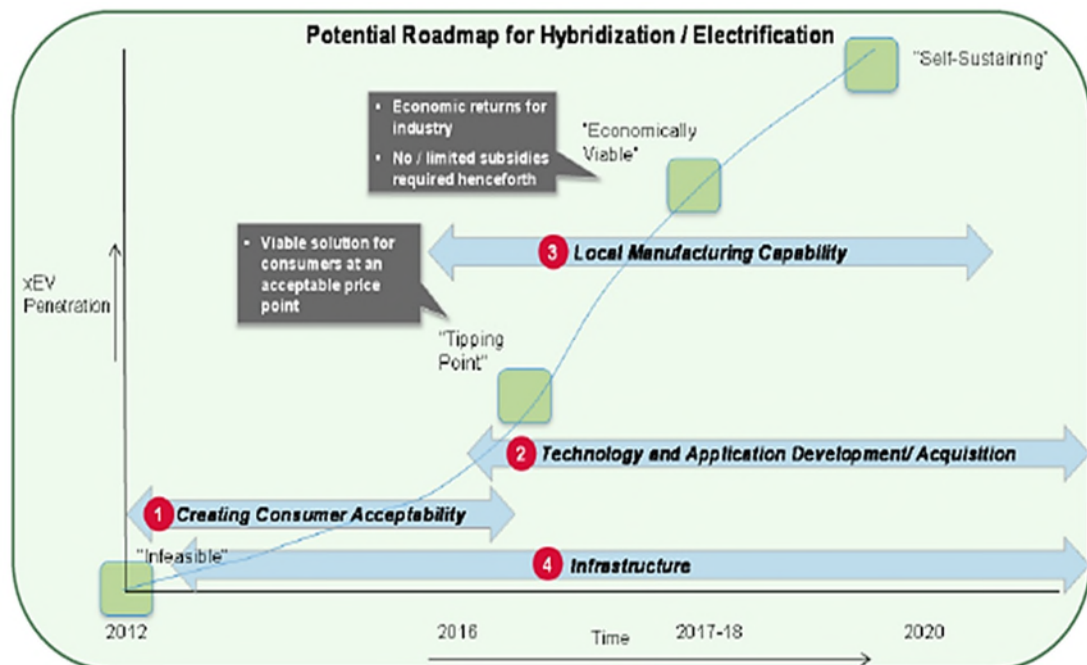 Potential Roadmap for Hybridization / Electrification
"Self-Sustaining"
• Economic returns for
industry
• No / limited subsidies
required henceforth
"Economically
Viable"
• Viable solution for
consumers at an
acceptable price
point
3 Local Manufacturing Capability
xEV
Penetration
"Tipping
Point"
2 Technology and Application Development/ Acquisition
1 Creating Consumer Acceptability
"Infeasible"
4 Infrastructure
2012
2016
Time
2017-18
2020